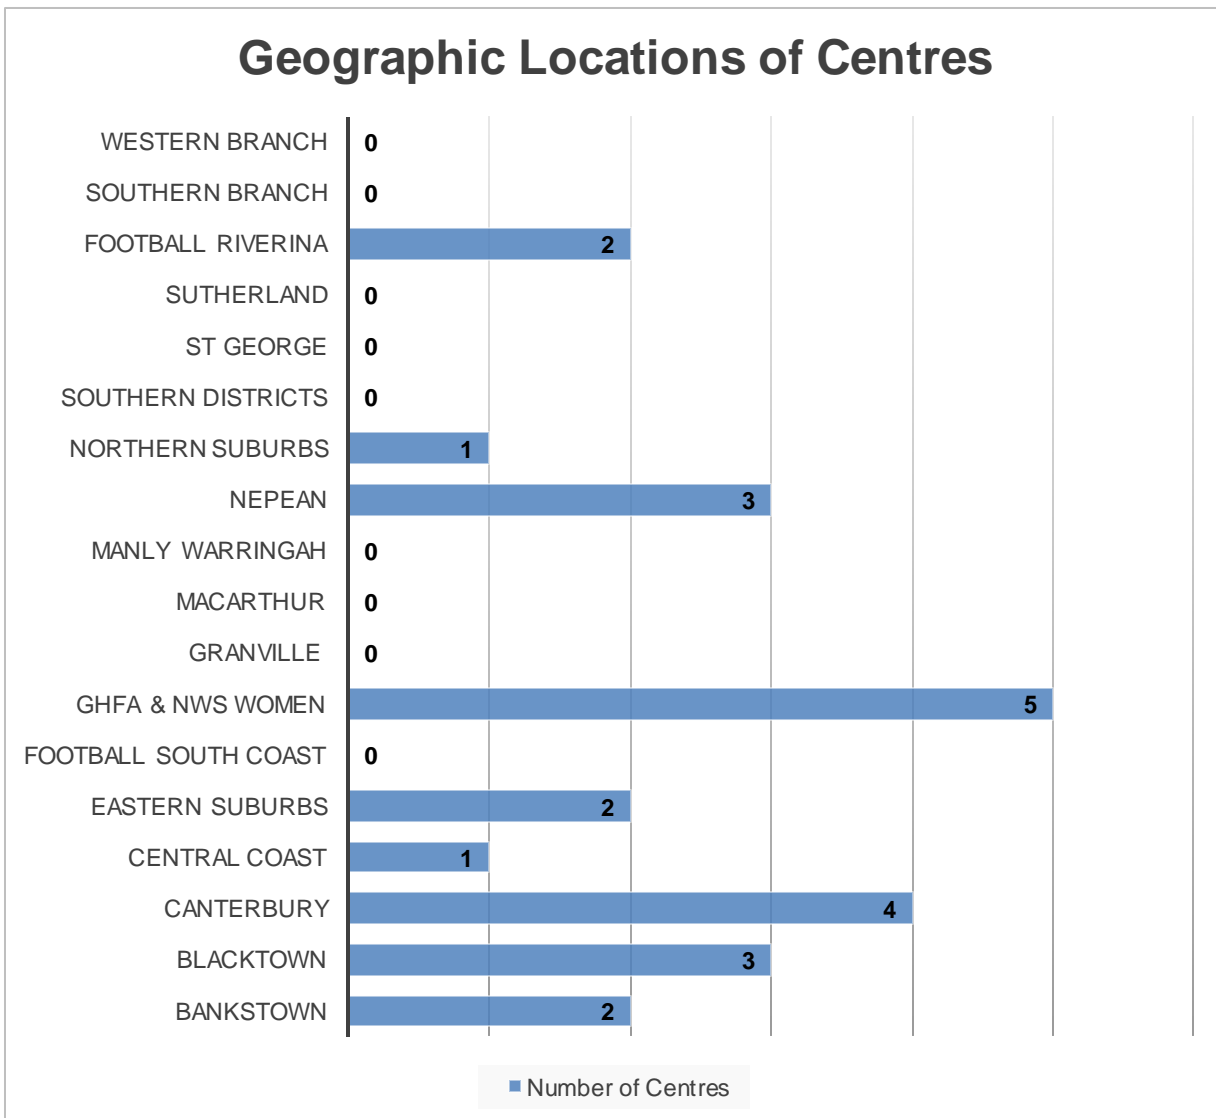 Geographic Locations of Centres
WESTERN BRANCH 0
SOUTHERN BRANCH 0
FOOTBALL RIVERINA 2
SUTHERLAND 0
ST GEORGE 0
SOUTHERN DISTRICTS 0
NORTHERN SUBURBS 1
NEPEAN 3
MANLY WARRINGAH 0
MACARTHUR 0
GRANVILLE 0
GHFA & NWS WOMEN 5
FOOTBALL SOUTH COAST 0
EASTERN SUBURBS 2
CENTRAL COAST 1
CANTERBURY 4
BLACKTOWN 3
BANKSTOWN 2
Number of Centres